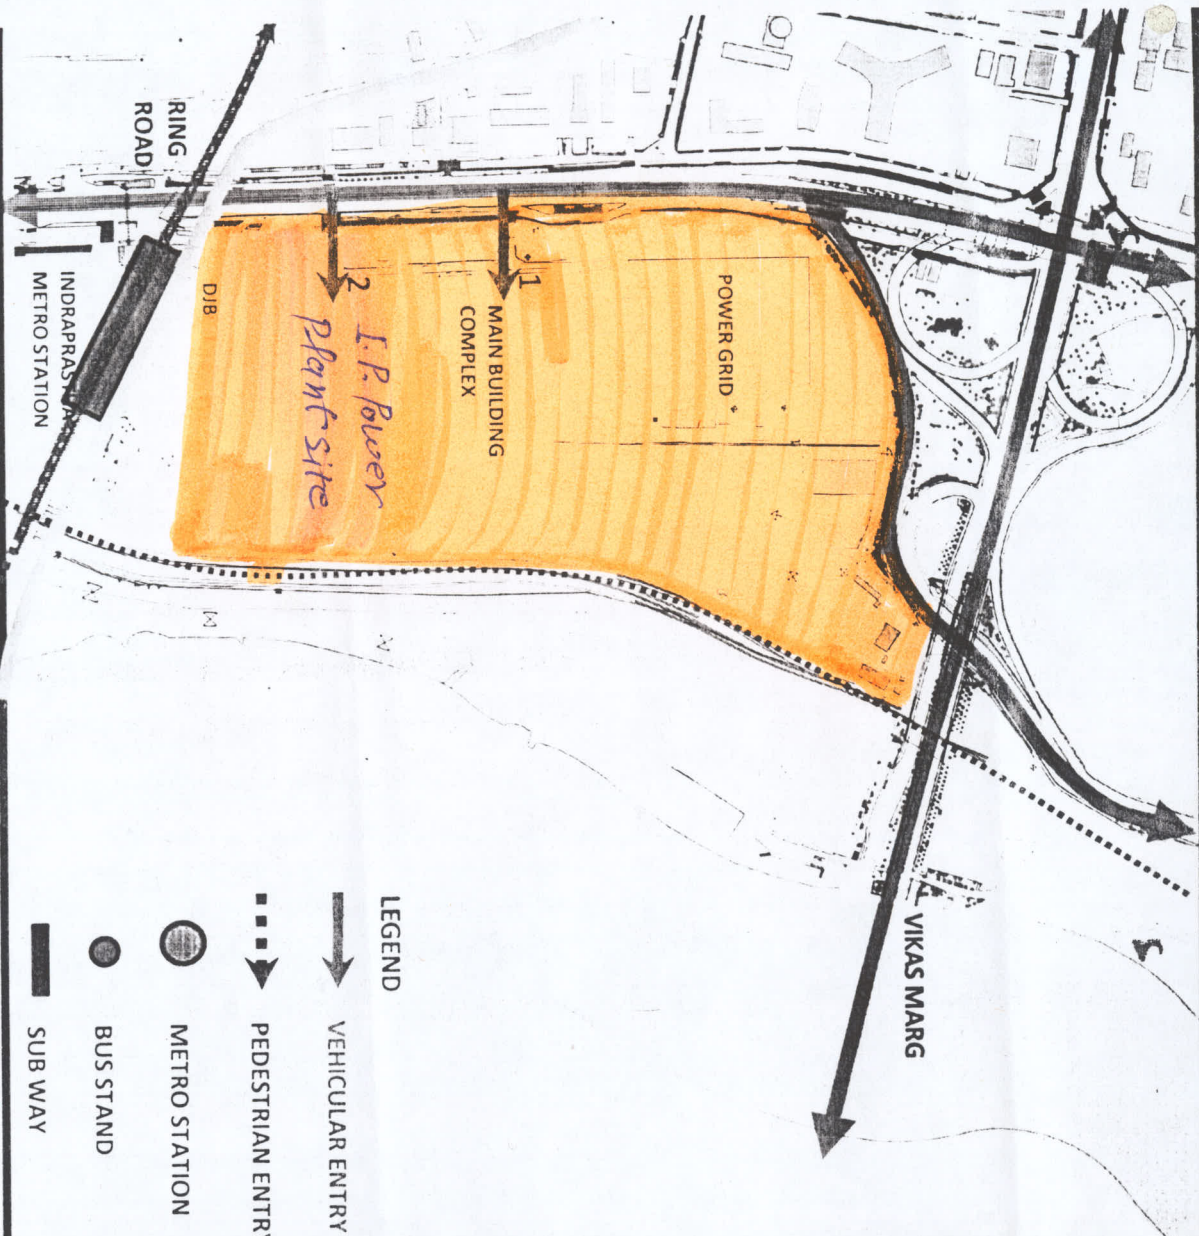 VIKAS MARG
POWER GRID
1
MAIN BUILDING
COMPLEX
2
I.P. Power
Plant site
DJB
RING
ROAD
METRO STATION
LEGEND
VEHICULAR ENTRY
PEDESTRIAN ENTRY
METRO STATION
BUS STAND
SUB WAY